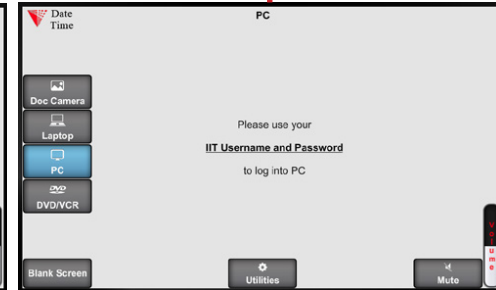 Date
Time
PC
Doc Camera
Laptop
PC
DVD
DVD/VCR
Please use your
IIT Username and Password
to log into PC
Volume
Blank Screen
Utilities
Mute